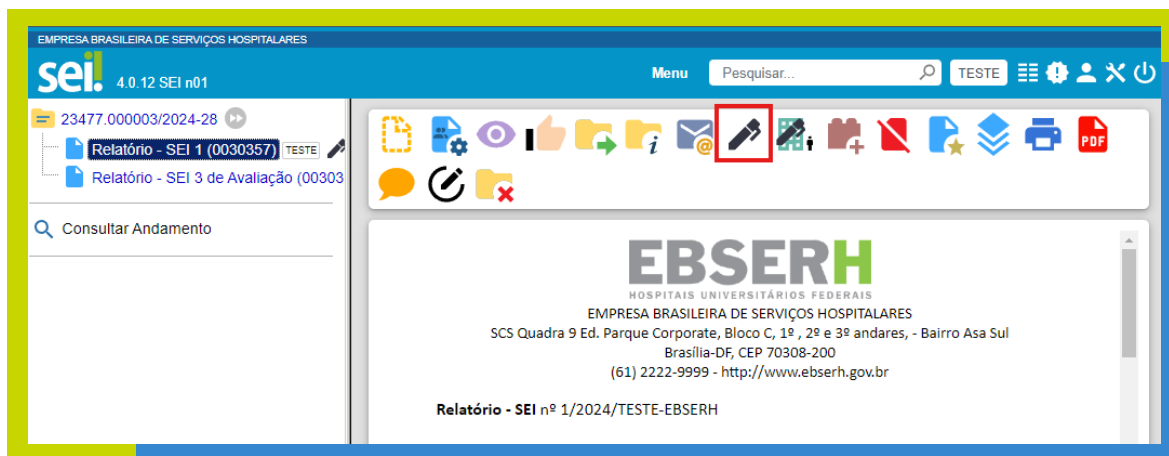 EMPRESA BRASILEIRA DE SERVIÇOS HOSPITALARES
sei! 4.0.12 SEI n01
Menu Pesquisar... TESTE
23477.000003/2024-28
Relatório - SEI 1 (0030357) TESTE
Relatório - SEI 3 de Avaliação (00303
Consultar Andamento
PDF
EBSERH
HOSPITAIS UNIVERSITÁRIOS FEDERAIS
EMPRESA BRASILEIRA DE SERVIÇOS HOSPITALARES
SCS Quadra 9 Ed. Parque Corporate, Bloco C, 1º , 2º e 3º andares, - Bairro Asa Sul
Brasília-DF, CEP 70308-200
(61) 2222-9999 - http://www.ebserh.gov.br
Relatório - SEI nº 1/2024/TESTE-EBSERH